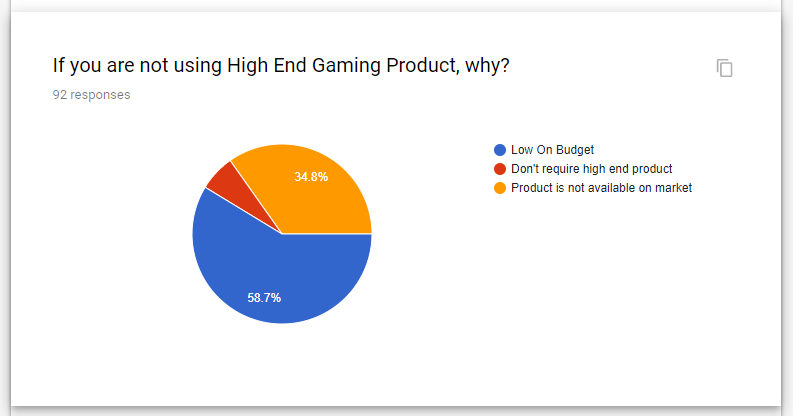 If you are not using High End Gaming Product, why?
92 responses
34.8%
58.7%
Low On Budget
Don't require high end product
Product is not available on market